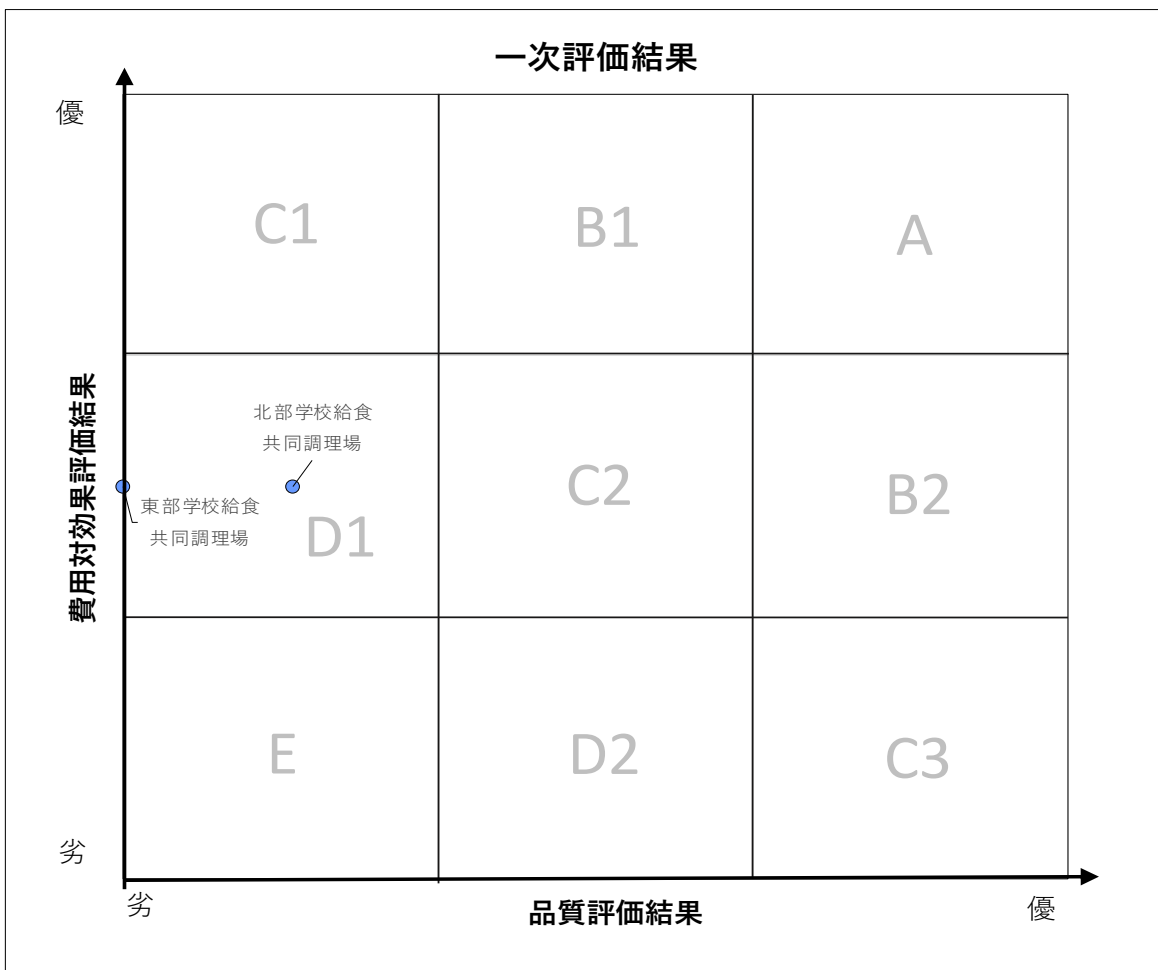 一次評価結果
優
C1
B1
A
費用対効果評価結果
北部学校給食
共同調理場
東部学校給食
共同調理場
D1
C2
B2
E
D2
C3
劣
劣
品質評価結果
優